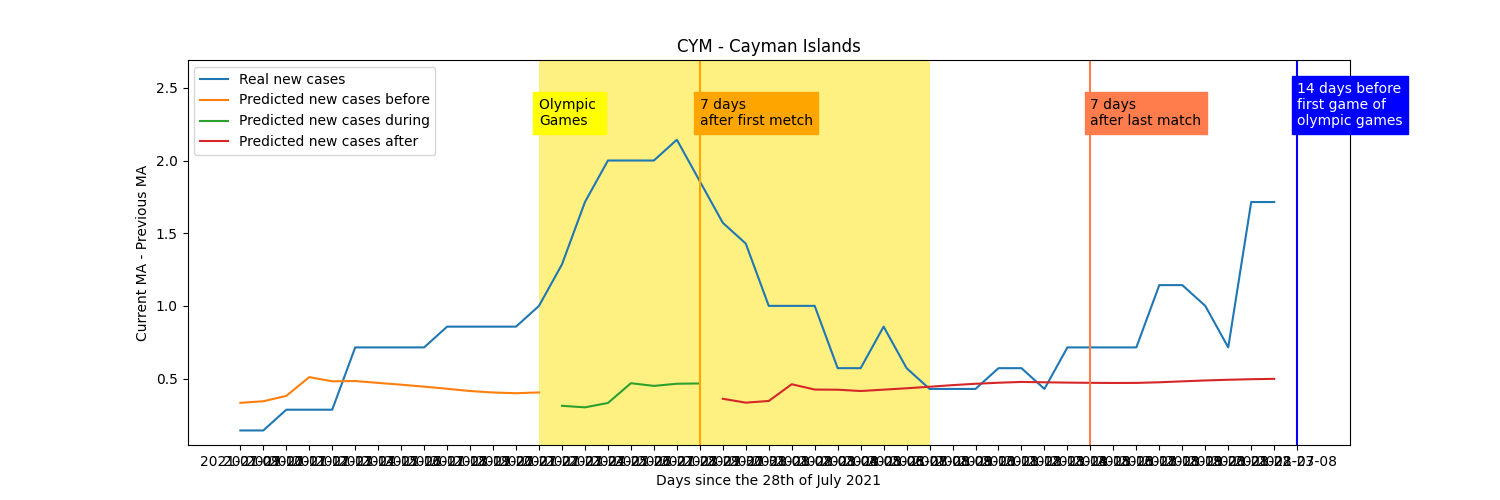 CYM - Cayman Islands
Real new cases
Predicted new cases before
Predicted new cases during
Predicted new cases after
Olympic
Games
7 days
after first metch
7 days
after last match
14 days before
first game of
olympic games
Current MA - Previous MA
2.5
2.0
1.5
1.0
0.5
Days since the 28th of July 2021